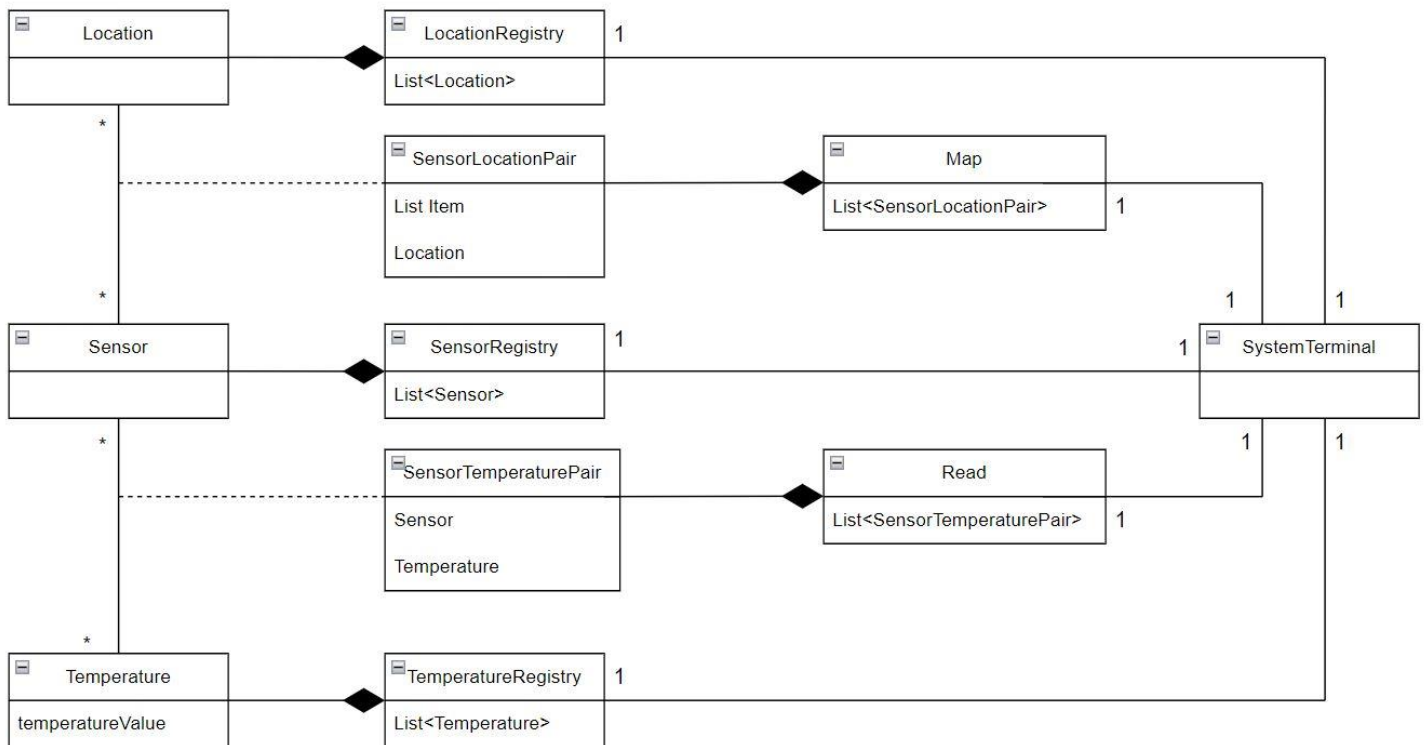 Location
LocationRegistry
1
List<Location>
*
SensorLocationPair
Map
List Item
List<SensorLocationPair>
1
Location
*
1
1
Sensor
SensorRegistry
1
1
SystemTerminal
List<Sensor>
*
1
1
SensorTemperaturePair
Read
Sensor
List<SensorTemperaturePair>
1
Temperature
*
Temperature
TemperatureRegistry
1
temperatureValue
List<Temperature>